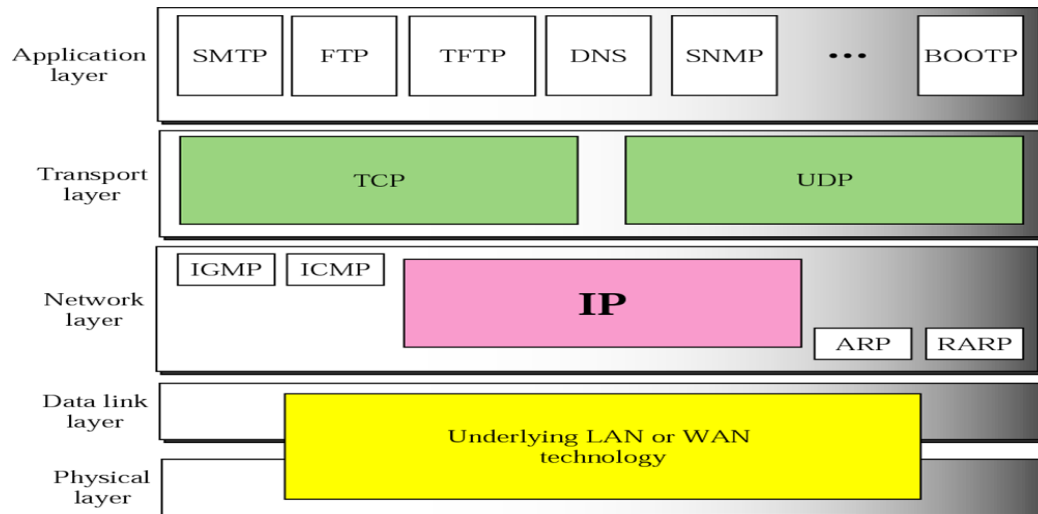 Application
layer
SMTP FTP TFTP DNS SNMP ... BOOTP
Transport
layer
TCP UDP
Network
layer
IGMP ICMP
IP
ARP RARP
Data link
layer
Underlying LAN or WAN
technology
Physical
layer